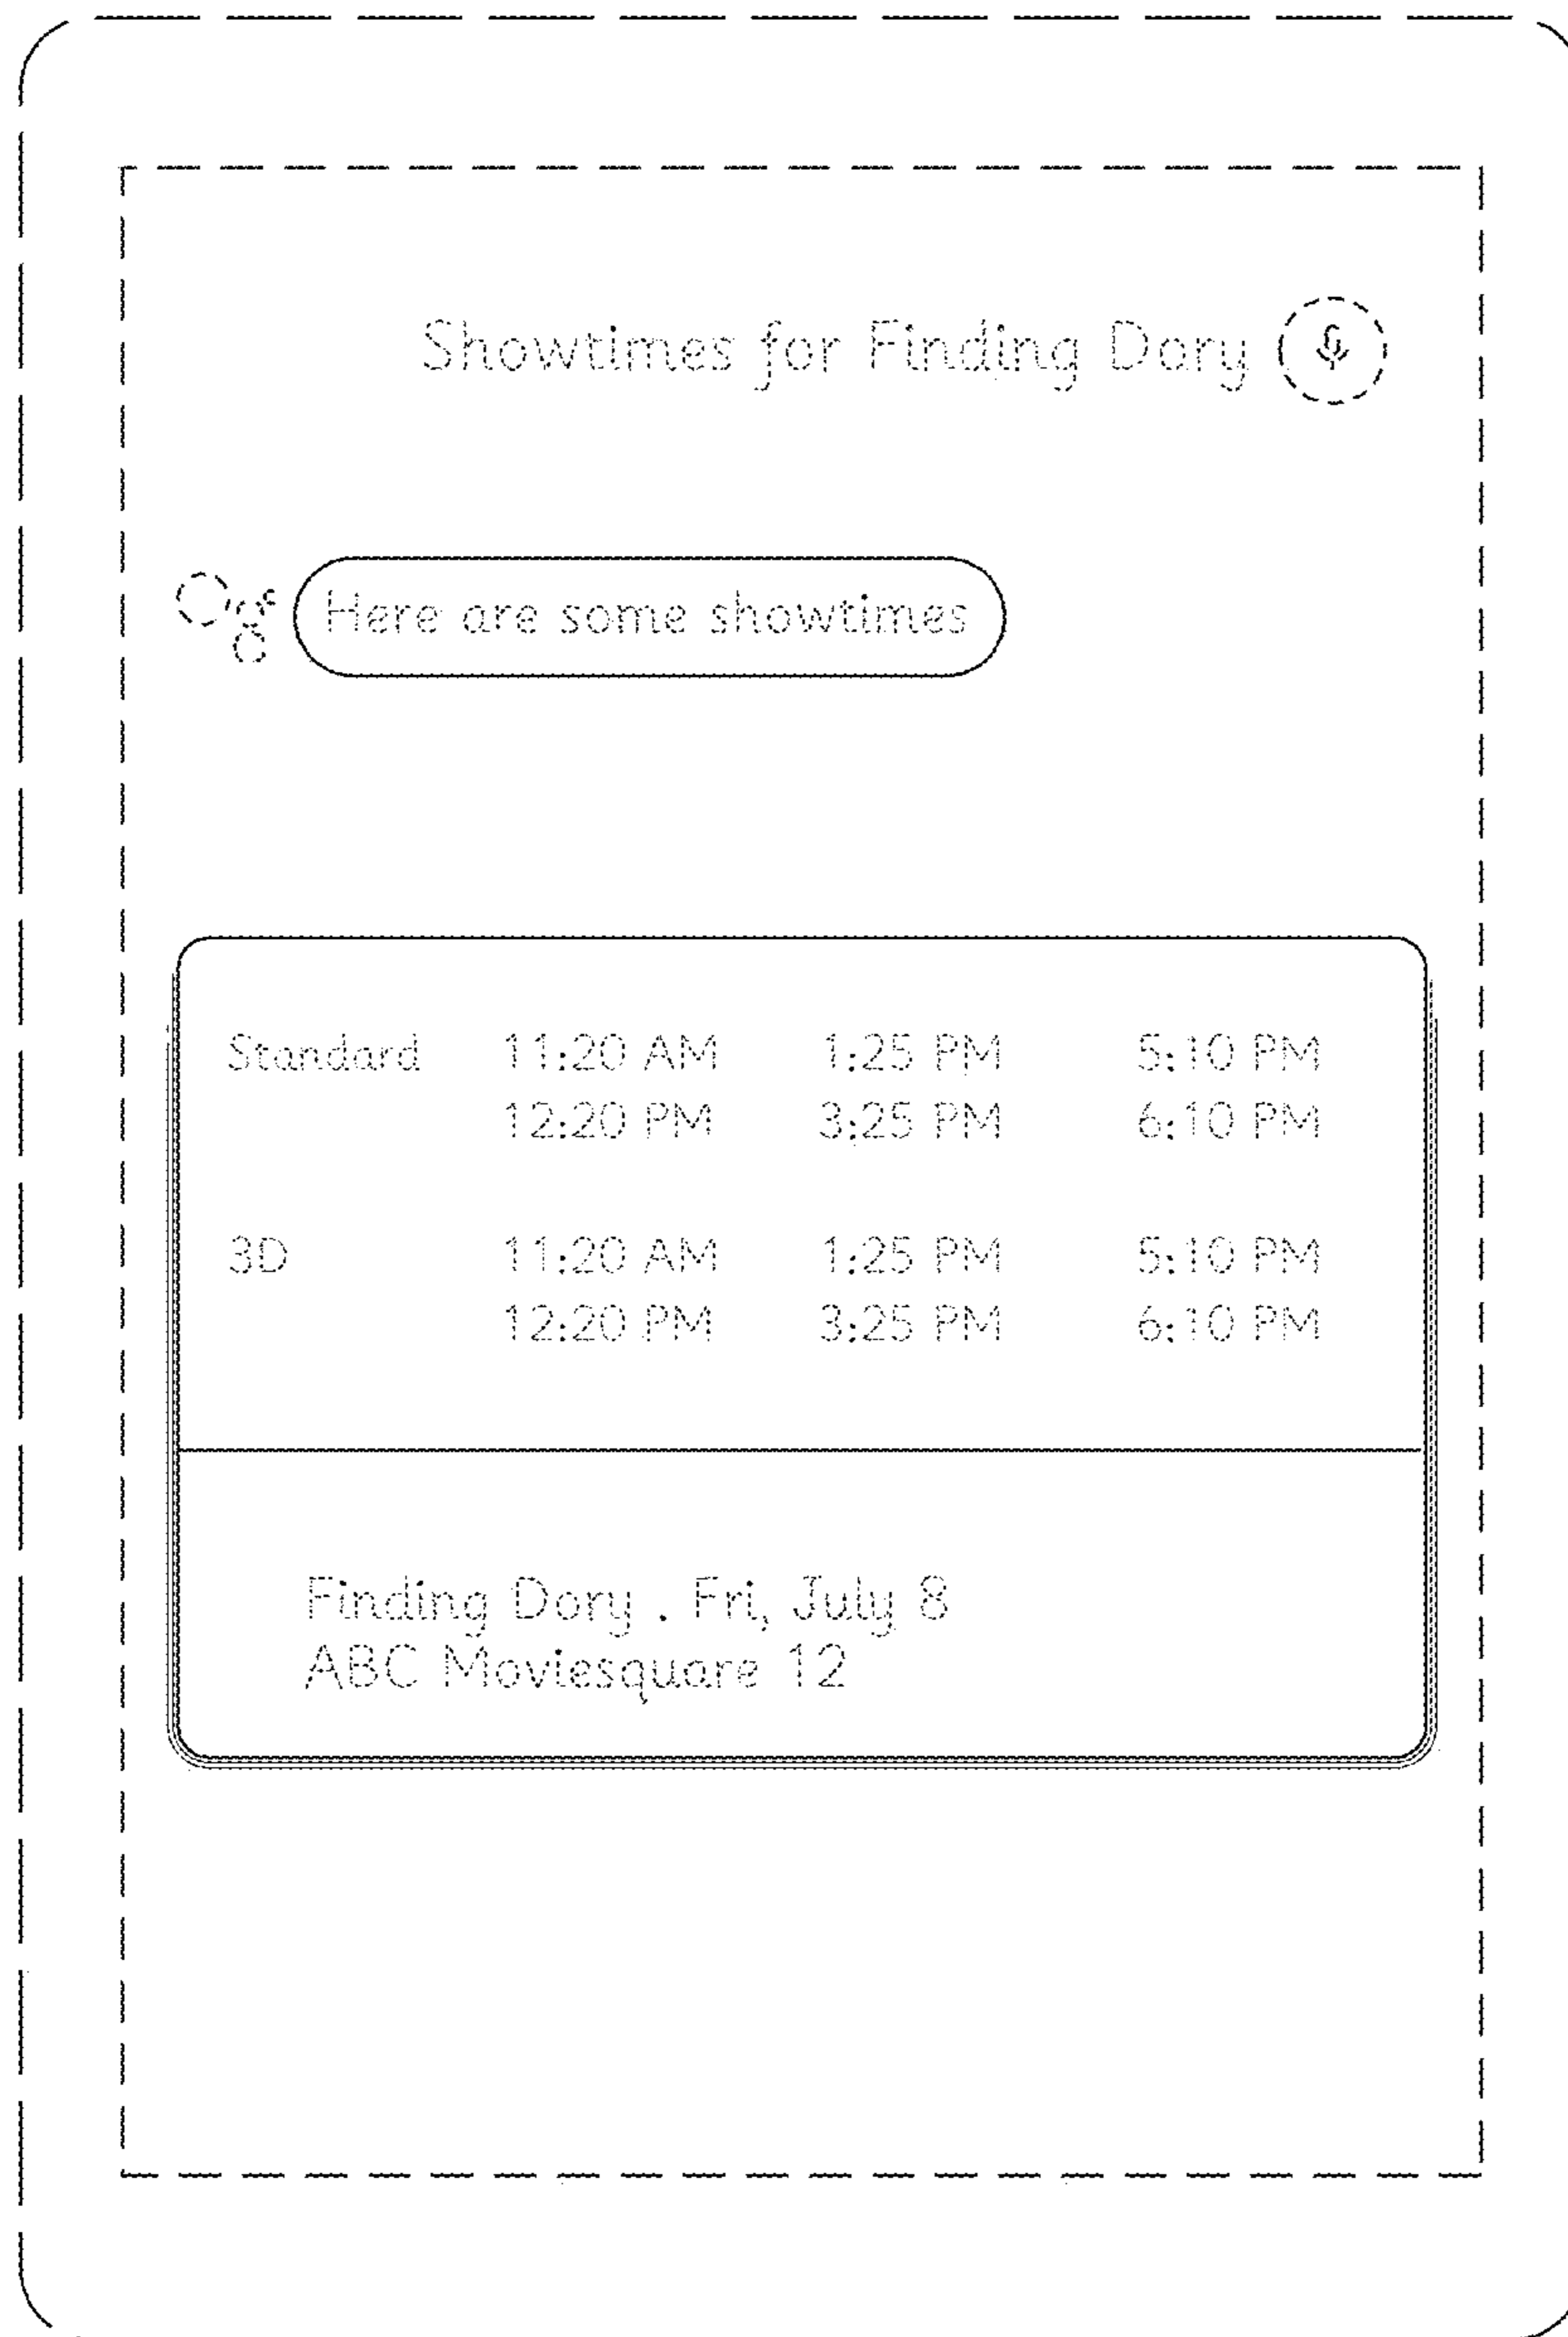 Showtimes for Finding Dory
Here are some showtimes
Standard 11:20 AM 1:25 PM 5:10 PM
12:20 PM 3:25 PM 6:10 PM
3D 11:20 AM 1:25 PM 5:10 PM
12:20 PM 3:25 PM 6:10 PM
Finding Dory . Fri, July 8
ABC Moviesquare 12